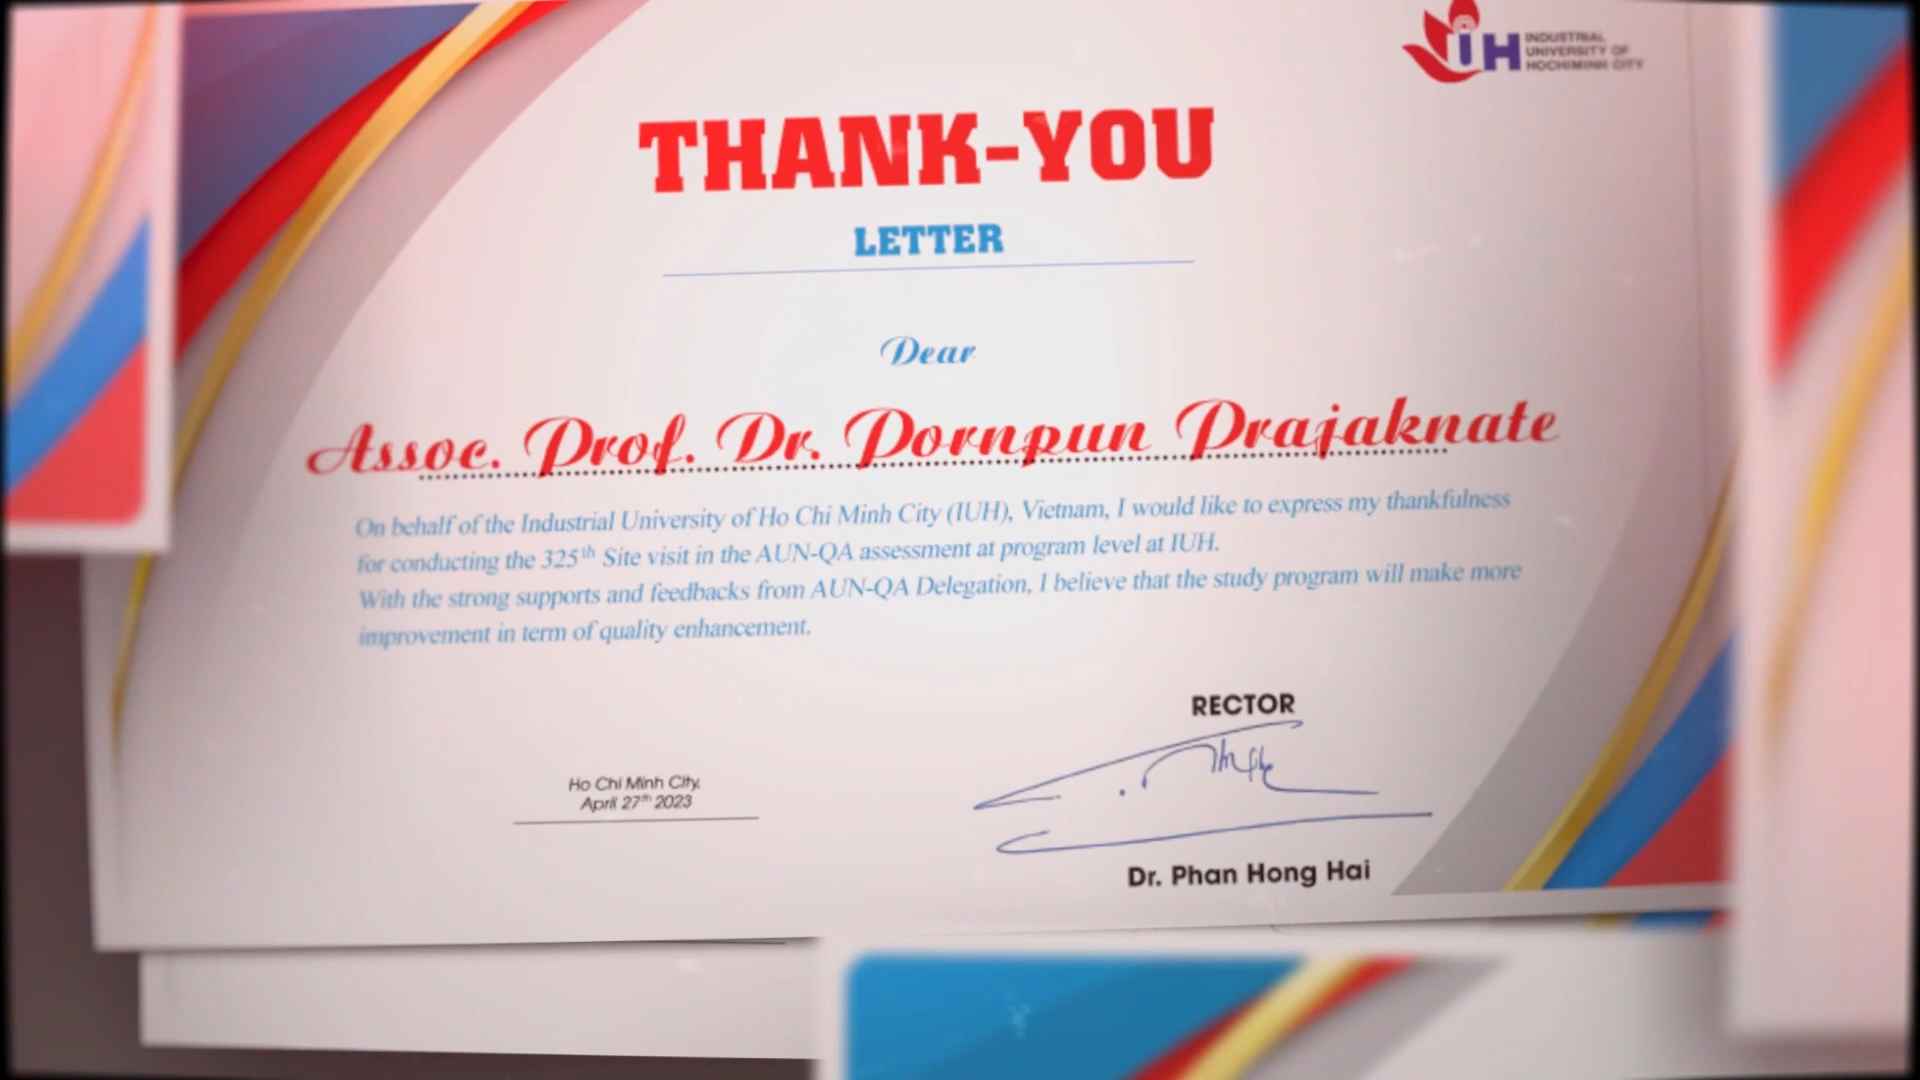 IUH INDUSTRIAL
UNIVERSITY OF
HOCHIMINH CITY
THANK-YOU
LETTER
Dear
Assoc. Prof. Dr. Pornpun Prajaknate
On behalf of the Industrial University of Ho Chi Minh City (IUH), Vietnam, I would like to express my thankfulness
for conducting the 325th Site visit in the AUN-QA assessment at program level at IUH.
With the strong supports and feedbacks from AUN-QA Delegation, I believe that the study program will make more
improvement in term of quality enhancement.
RECTOR
Ho Chi Minh City,
April 27th 2023
Dr. Phan Hong Hai